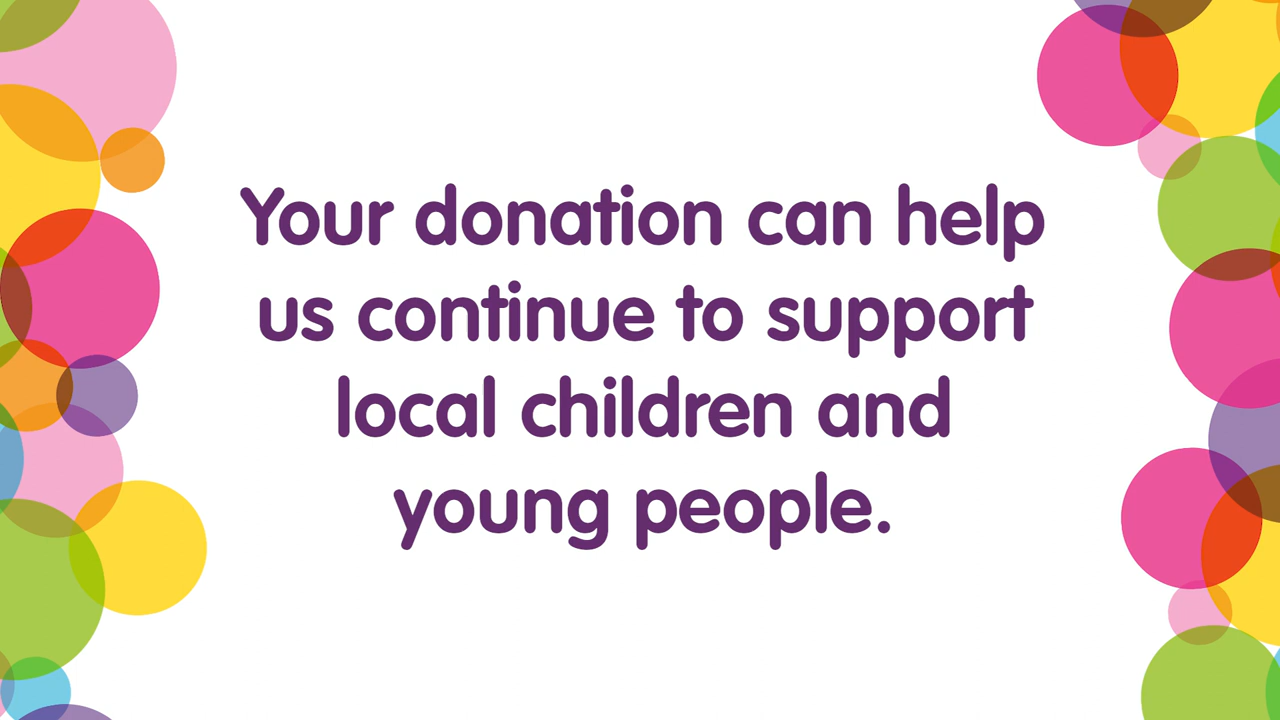 Your donation can help
us continue to support
local children and
young people.